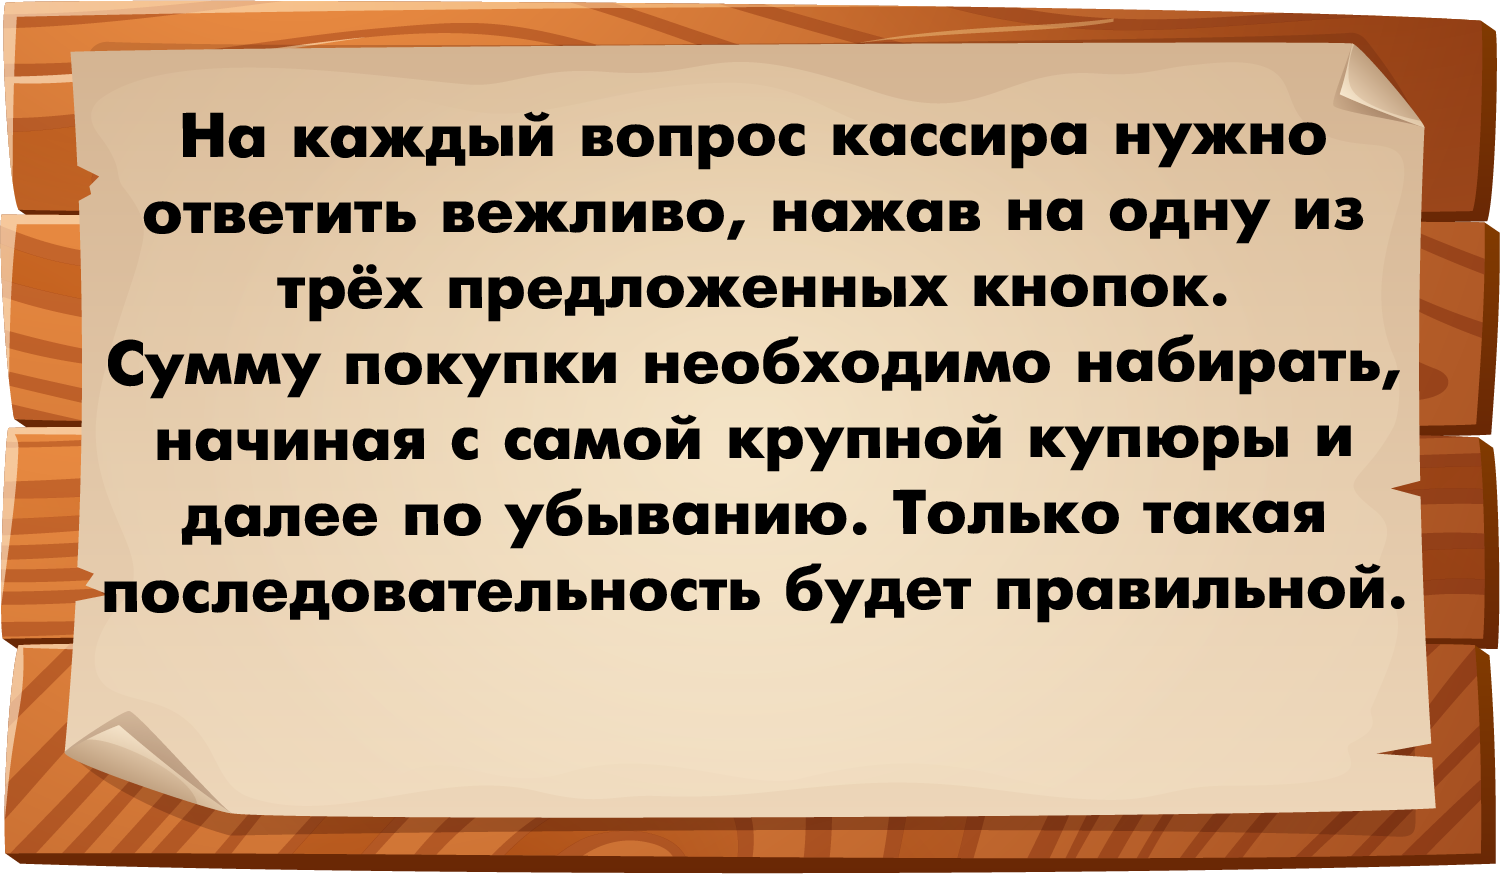 На каждый вопрос кассира нужно
ответить вежливо, нажав на одну из
трёх предложенных кнопок.
Сумму покупки необходимо набирать,
начиная с самой крупной купюры и
далее по убыванию. Только такая
последовательность будет правильной.